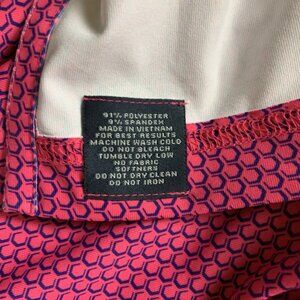 91% POLYESTER
9% SPANDEX
MADE IN VIETNAM
FOR BEST RESULTS
MACHINE WASH COLD
DO NOT BLEACH
TUMBLE DRY LOW
NO FABRIC
SOFTNERS
DO NOT DRY CLEAN
DO NOT IRON